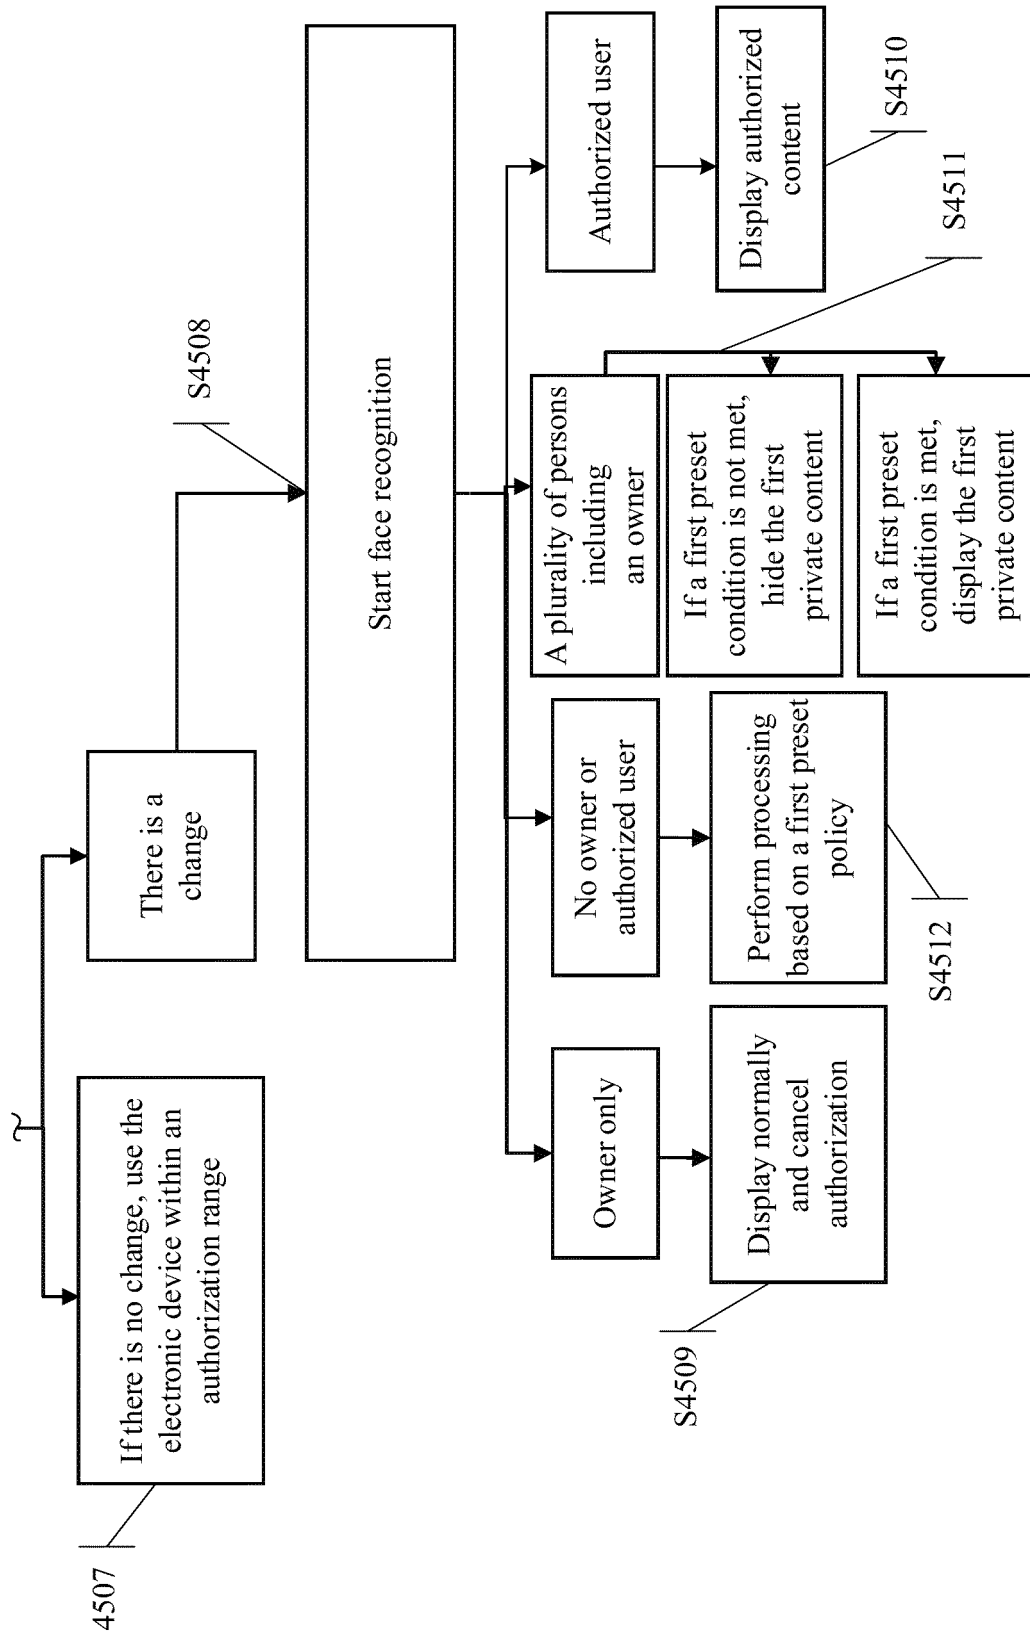 4507
If there is no change, use the
electronic device within an
authorization range
There is a
change
S4508
Start face recognition
Owner only
No owner or
authorized user
A plurality of persons
including
an owner
Authorized user
S4509
Display normally
and cancel
authorization
Perform processing
based on a first preset
policy
S4512
If a first preset
condition is not met,
hide the first
private content
If a first preset
condition is met,
display the first
private content
S4511
Display authorized
content
S4510